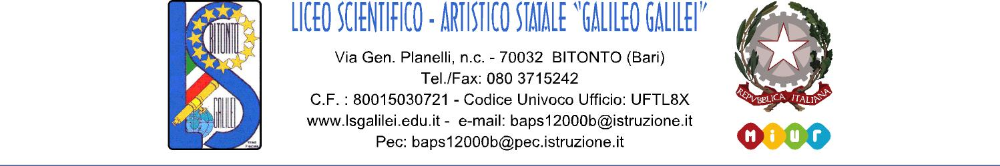 LICEO SCIENTIFICO - ARTISTICO STATALE "GALILEO GALILEI"
Via Gen. Planelli, n.c. - 70032 BITONTO (Bari)
Tel./Fax: 080 3715242
C.F. : 80015030721 - Codice Univoco Ufficio: UFTL8X
www.lsgalilei.edu.it - e-mail: baps12000b@istruzione.it
Pec: baps12000b@pec.istruzione.it
BITONTO
GALILEI
REPVBBLICA ITALIANA
MIUR